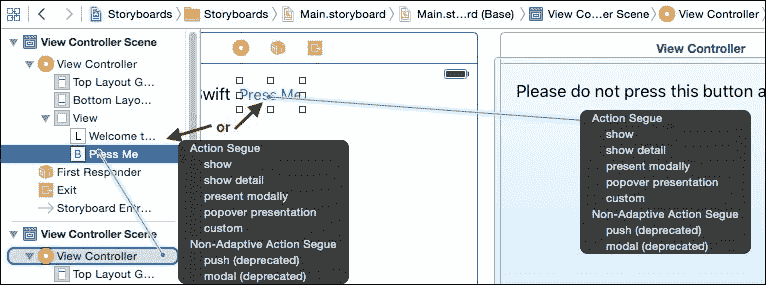 Storyboards Storyboards Main.storyboard Main.st...rd (Base) View Co...er Scene View Controller
View Controller Scene
View Controller
Top Layout G...
Bottom Layo...
View
L Welcome t...
B Press Me
First Responder
Exit
Storyboard Entr...
View Controller Scene
View Controller
Top Layout G...
Swift Press Me
or
Action Segue
show
show detail
present modally
popover presentation
custom
Non-Adaptive Action Segue
push (deprecated)
modal (deprecated)
View Controller
Please do not press this button a
Action Segue
show
show detail
present modally
popover presentation
custom
Non-Adaptive Action Segue
push (deprecated)
modal (deprecated)